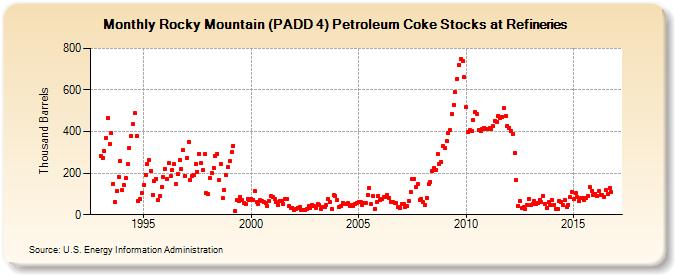 Monthly Rocky Mountain (PADD 4) Petroleum Coke Stocks at Refineries
Thousand Barrels
800
600
400
200
0
1995 2000 2005 2010 2015
Source: U.S. Energy Information Administration